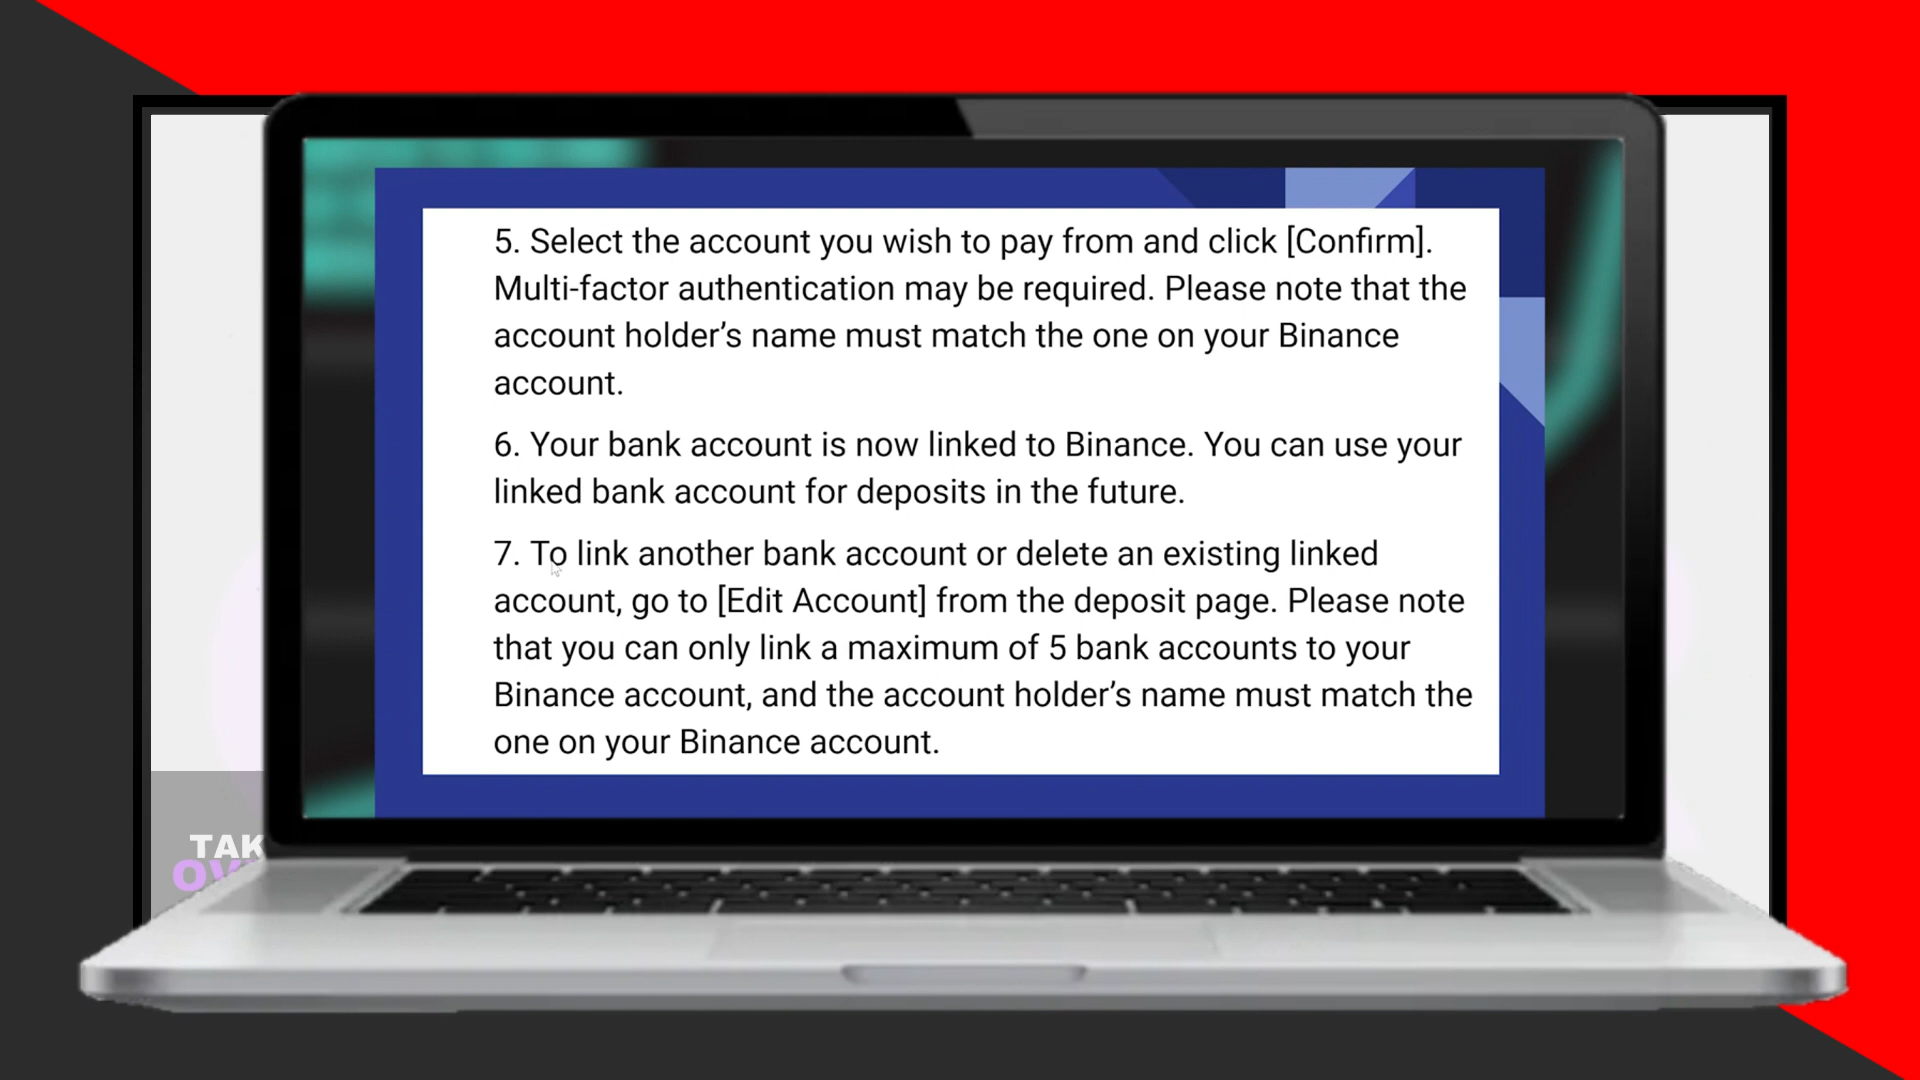 5. Select the account you wish to pay from and click [Confirm].
Multi-factor authentication may be required. Please note that the
account holder’s name must match the one on your Binance
account.
6. Your bank account is now linked to Binance. You can use your
linked bank account for deposits in the future.
7. To link another bank account or delete an existing linked
account, go to [Edit Account] from the deposit page. Please note
that you can only link a maximum of 5 bank accounts to your
Binance account, and the account holder’s name must match the
one on your Binance account.
TAK